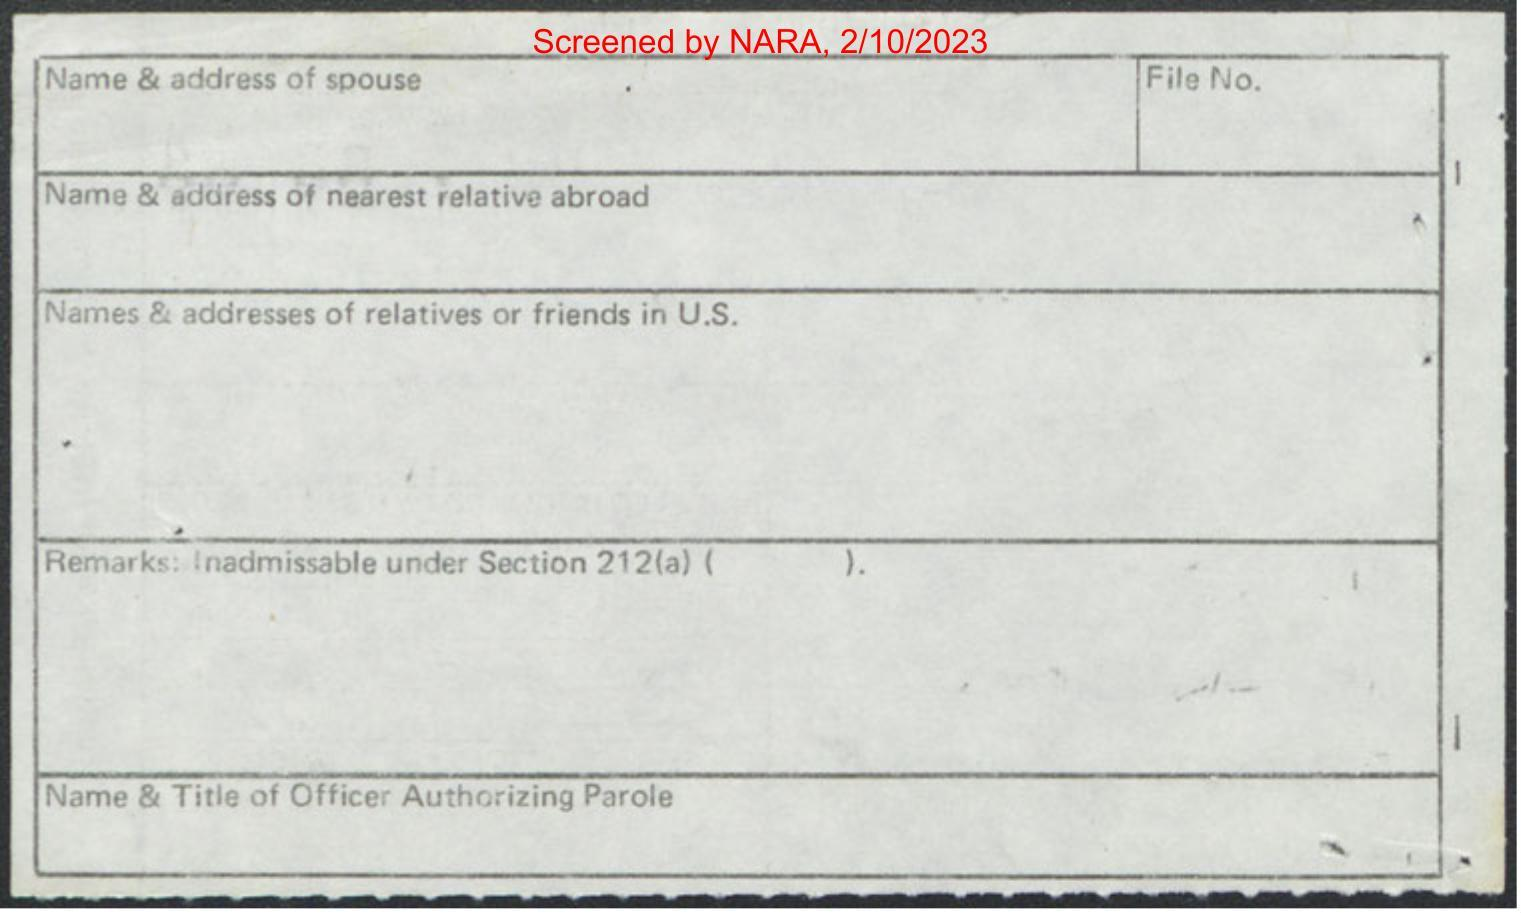 Screened by NARA, 2/10/2023
Name & address of spouse
File No.
Name & address of nearest relative abroad
Names & addresses of relatives or friends in U.S.
Remarks: Inadmissable under Section 212(a) ( ).
Name & Title of Officer Authorizing Parole